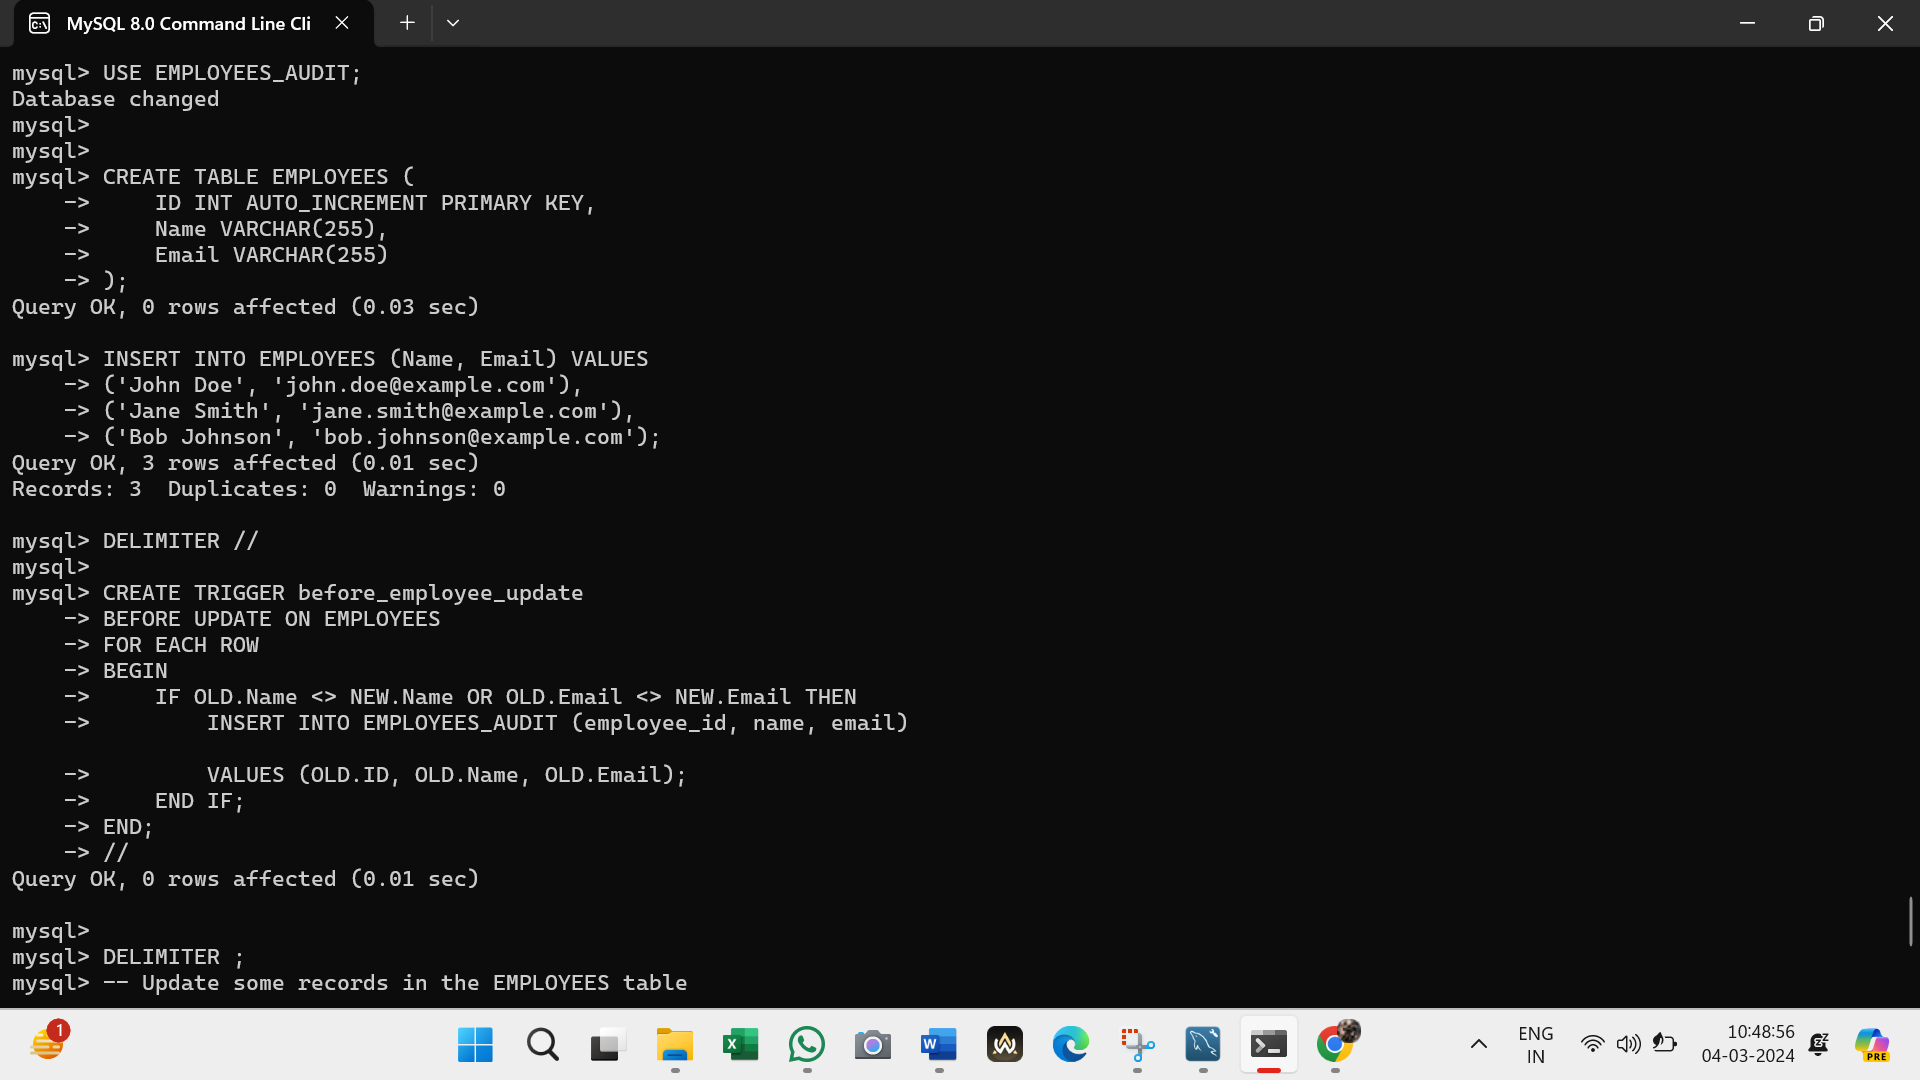 MySQL 8.0 Command Line Cli
mysql> USE EMPLOYEES_AUDIT;
Database changed
mysql>
mysql>
mysql> CREATE TABLE EMPLOYEES (
    ->     ID INT AUTO_INCREMENT PRIMARY KEY,
    ->     Name VARCHAR(255),
    ->     Email VARCHAR(255)
    -> );
Query OK, 0 rows affected (0.03 sec)

mysql> INSERT INTO EMPLOYEES (Name, Email) VALUES
    -> ('John Doe', 'john.doe@example.com'),
    -> ('Jane Smith', 'jane.smith@example.com'),
    -> ('Bob Johnson', 'bob.johnson@example.com');
Query OK, 3 rows affected (0.01 sec)
Records: 3  Duplicates: 0  Warnings: 0

mysql> DELIMITER //
mysql>
mysql> CREATE TRIGGER before_employee_update
    -> BEFORE UPDATE ON EMPLOYEES
    -> FOR EACH ROW
    -> BEGIN
    ->     IF OLD.Name <> NEW.Name OR OLD.Email <> NEW.Email THEN
    ->         INSERT INTO EMPLOYEES_AUDIT (employee_id, name, email)

    ->         VALUES (OLD.ID, OLD.Name, OLD.Email);
    ->     END IF;
    -> END;
    -> //
Query OK, 0 rows affected (0.01 sec)

mysql>
mysql> DELIMITER ;
mysql> -- Update some records in the EMPLOYEES table
1
ENG
IN
10:48:56
04-03-2024
PRE